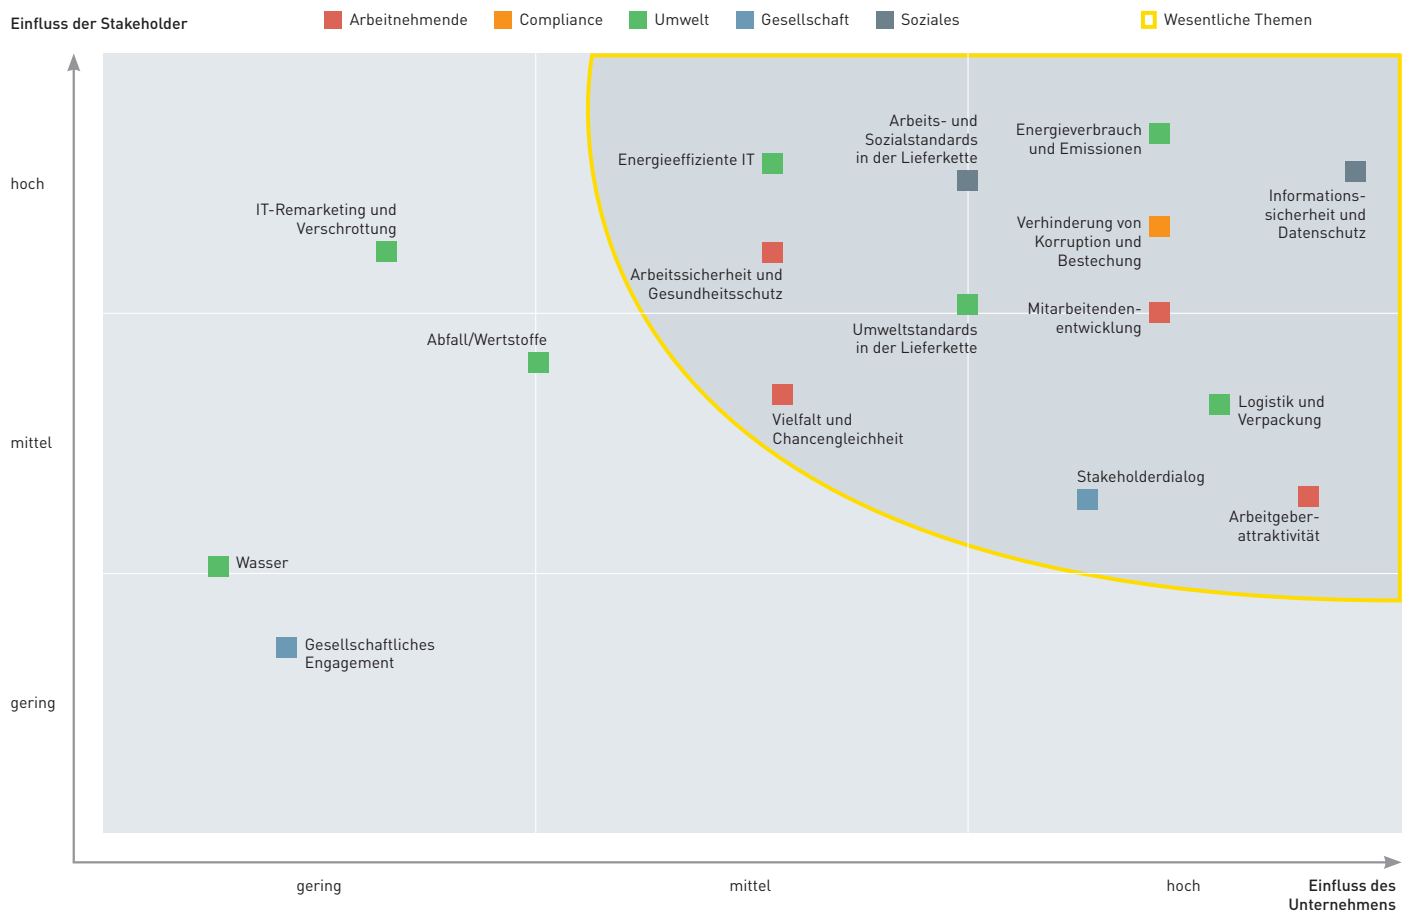 Einfluss der Stakeholder
Arbeitnehmende
Compliance
Umwelt
Gesellschaft
Soziales
Wesentliche Themen
hoch
mittel
gering
Arbeits- und
Sozialstandards
in der Lieferkette
Energieverbrauch
und Emissionen
Energieeffiziente IT
Informations-
sicherheit und
Datenschutz
IT-Remarketing und
Verschrottung
Verhinderung von
Korruption und
Bestechung
Arbeitssicherheit und
Gesundheitsschutz
Mitarbeitenden-
entwicklung
Umweltstandards
in der Lieferkette
Abfall/Wertstoffe
Logistik und
Verpackung
Vielfalt und
Chancengleichheit
Stakeholderdialog
Arbeitgeber-
attraktivität
Wasser
Gesellschaftliches
Engagement
gering
mittel
hoch
Einfluss des
Unternehmens